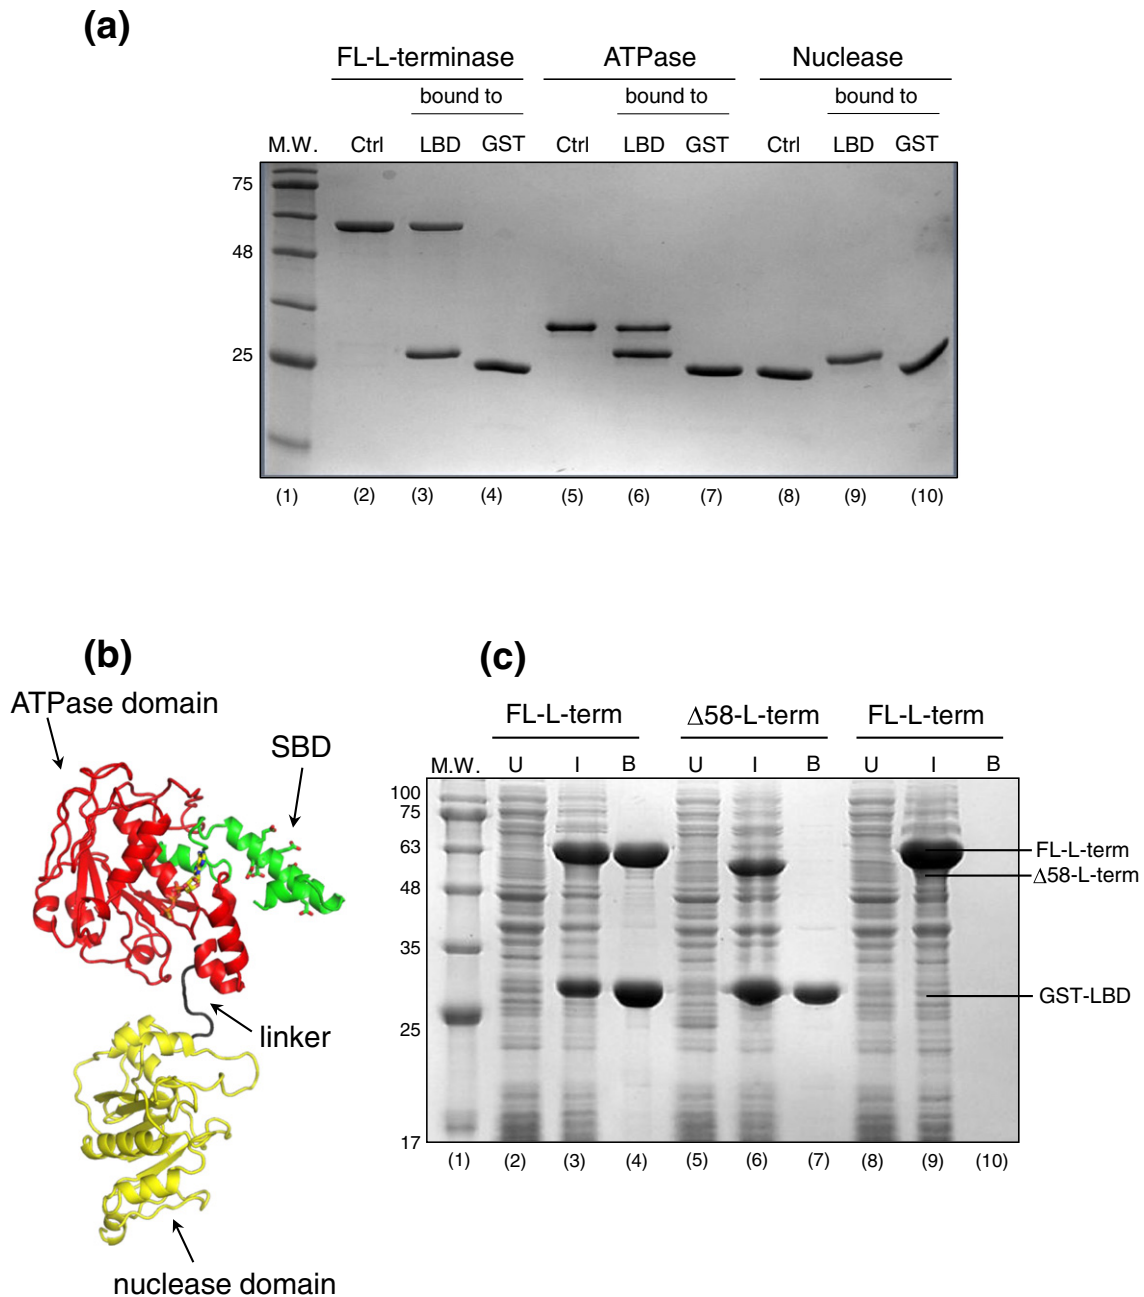 (a)
FL-L-terminase ATPase Nuclease
bound to bound to bound to
M.W. Ctrl LBD GST Ctrl LBD GST Ctrl LBD GST
75
48
25
(1) (2) (3) (4) (5) (6) (7) (8) (9) (10)
(b)
ATPase domain
SBD
linker
nuclease domain
(c)
FL-L-term Δ58-L-term FL-L-term
M.W. U I B U I B U I B
100
75
63
48
35
25
17
FL-L-term
Δ58-L-term
GST-LBD
(1) (2) (3) (4) (5) (6) (7) (8) (9) (10)